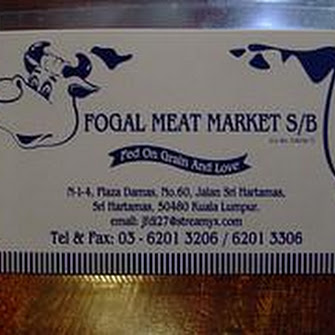 FOGAL MEAT MARKET S/B
Fed On Grain And Love
N-1-4, Plaza Damas, No.60, Jalan Sri Hartamas,
Sri Hartamas, 50480 Kuala Lumpur.
email: jfdl27@streamyx.com
Tel & Fax: 03 - 6201 3206 / 6201 3306